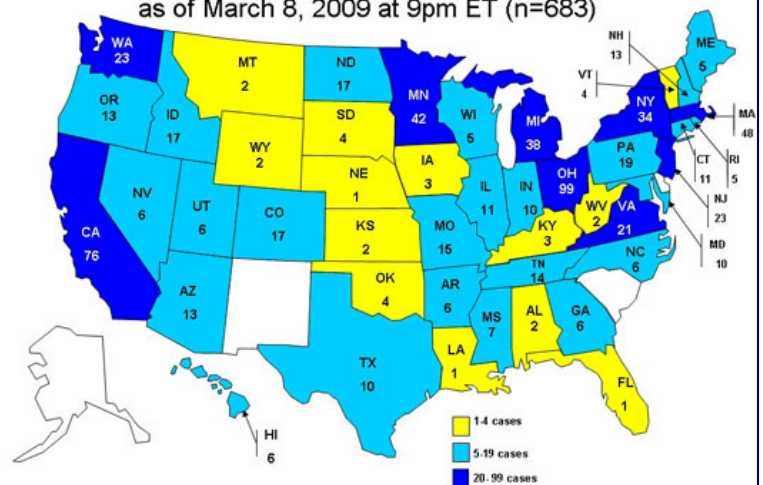 as of March 8, 2009 at 9pm ET (n=683)
WA
23
MT
2
ND
17
MN
42
NH
13
ME
5
VT
4
OR
13
ID
17
SD
4
WI
5
MI
38
NY
34
MA
48
WY
2
IA
3
PA
19
CT
11
RI
5
NE
1
IL
11
IN
10
OH
99
NJ
23
NV
6
UT
6
CO
17
KS
2
MO
15
KY
3
WV
2
VA
21
MD
10
CA
76
AZ
13
OK
4
AR
6
TN
14
NC
6
MS
7
AL
2
GA
6
TX
10
LA
1
FL
1
HI
6
1-4 cases
5-19 cases
20-99 cases